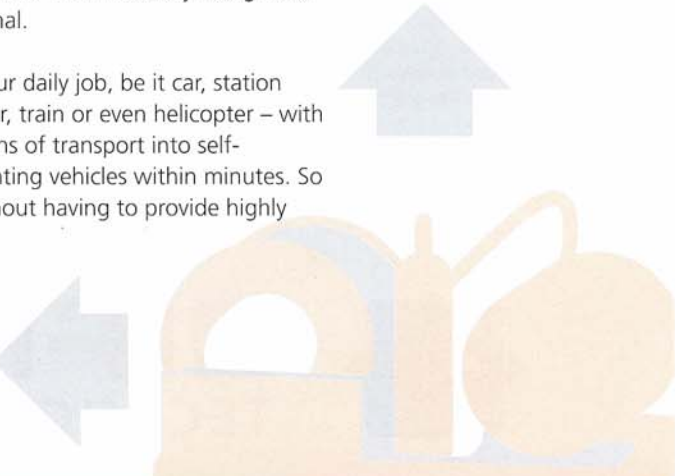 nal.
ur daily job, be it car, station
r, train or even helicopter – with
ns of transport into self-
ting vehicles within minutes. So
out having to provide highly